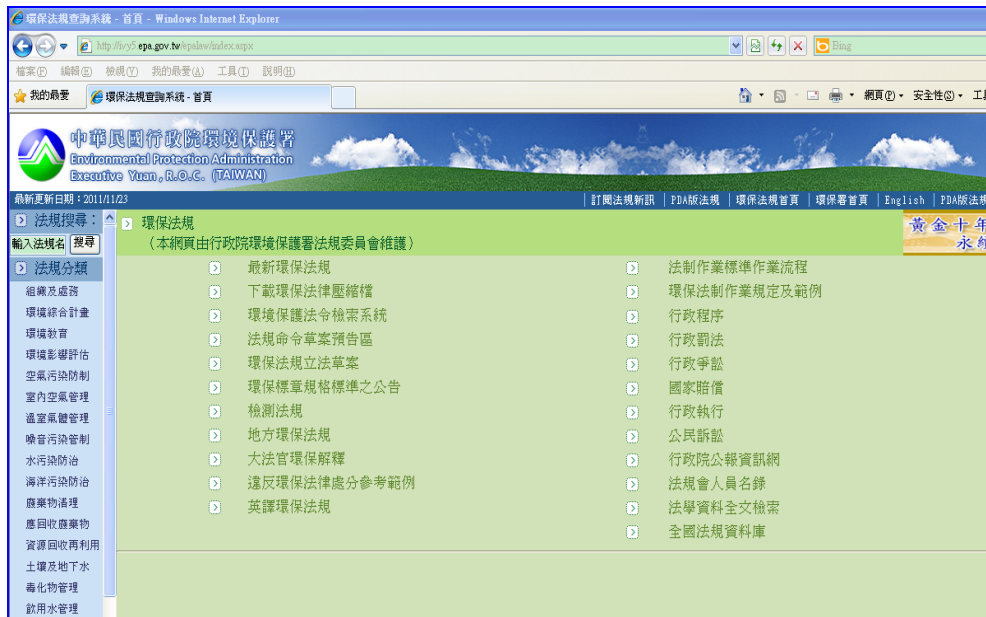 環保法規查詢系統 - 首頁 - Windows Internet Explorer
http://ivy5.epa.gov.tw/epalaw/index.aspx
Bing
檔案(F) 編輯(E) 檢視(V) 我的最愛(A) 工具(T) 說明(H)
我的最愛 環保法規查詢系統 - 首頁
網頁(P) 安全性(S)
中華民國行政院環境保護署
Environmental Protection Administration
Executive Yuan, R.O.C. (TAIWAN)
最新更新日期：2011/11/23
訂閱法規新訊 | PDA版法規 | 環保法規首頁 | 環保署首頁 | English | PDA版法規
法規搜尋：
輸入法規名 搜尋
環保法規
（本網頁由行政院環境保護署法規委員會維護）
黃金十年
永
法規分類
組織及處務
環境綜合計畫
環境教育
環境影響評估
空氣污染防制
室內空氣管理
溫室氣體管理
噪音污染管制
水污染防治
海洋污染防治
廢棄物清理
應回收廢棄物
資源回收再利用
土壤及地下水
毒化物管理
飲用水管理
最新環保法規
下載環保法律壓縮檔
環境保護法令檢索系統
法規命令草案預告區
環保法規立法草案
環保標章規格標準之公告
檢測法規
地方環保法規
大法官環保解釋
違反環保法律處分參考範例
英譯環保法規
法制作業標準作業流程
環保法制作業規定及範例
行政程序
行政罰法
行政爭訟
國家賠償
行政執行
公民訴訟
行政院公報資訊網
法規會人員名錄
法學資料全文檢索
全國法規資料庫